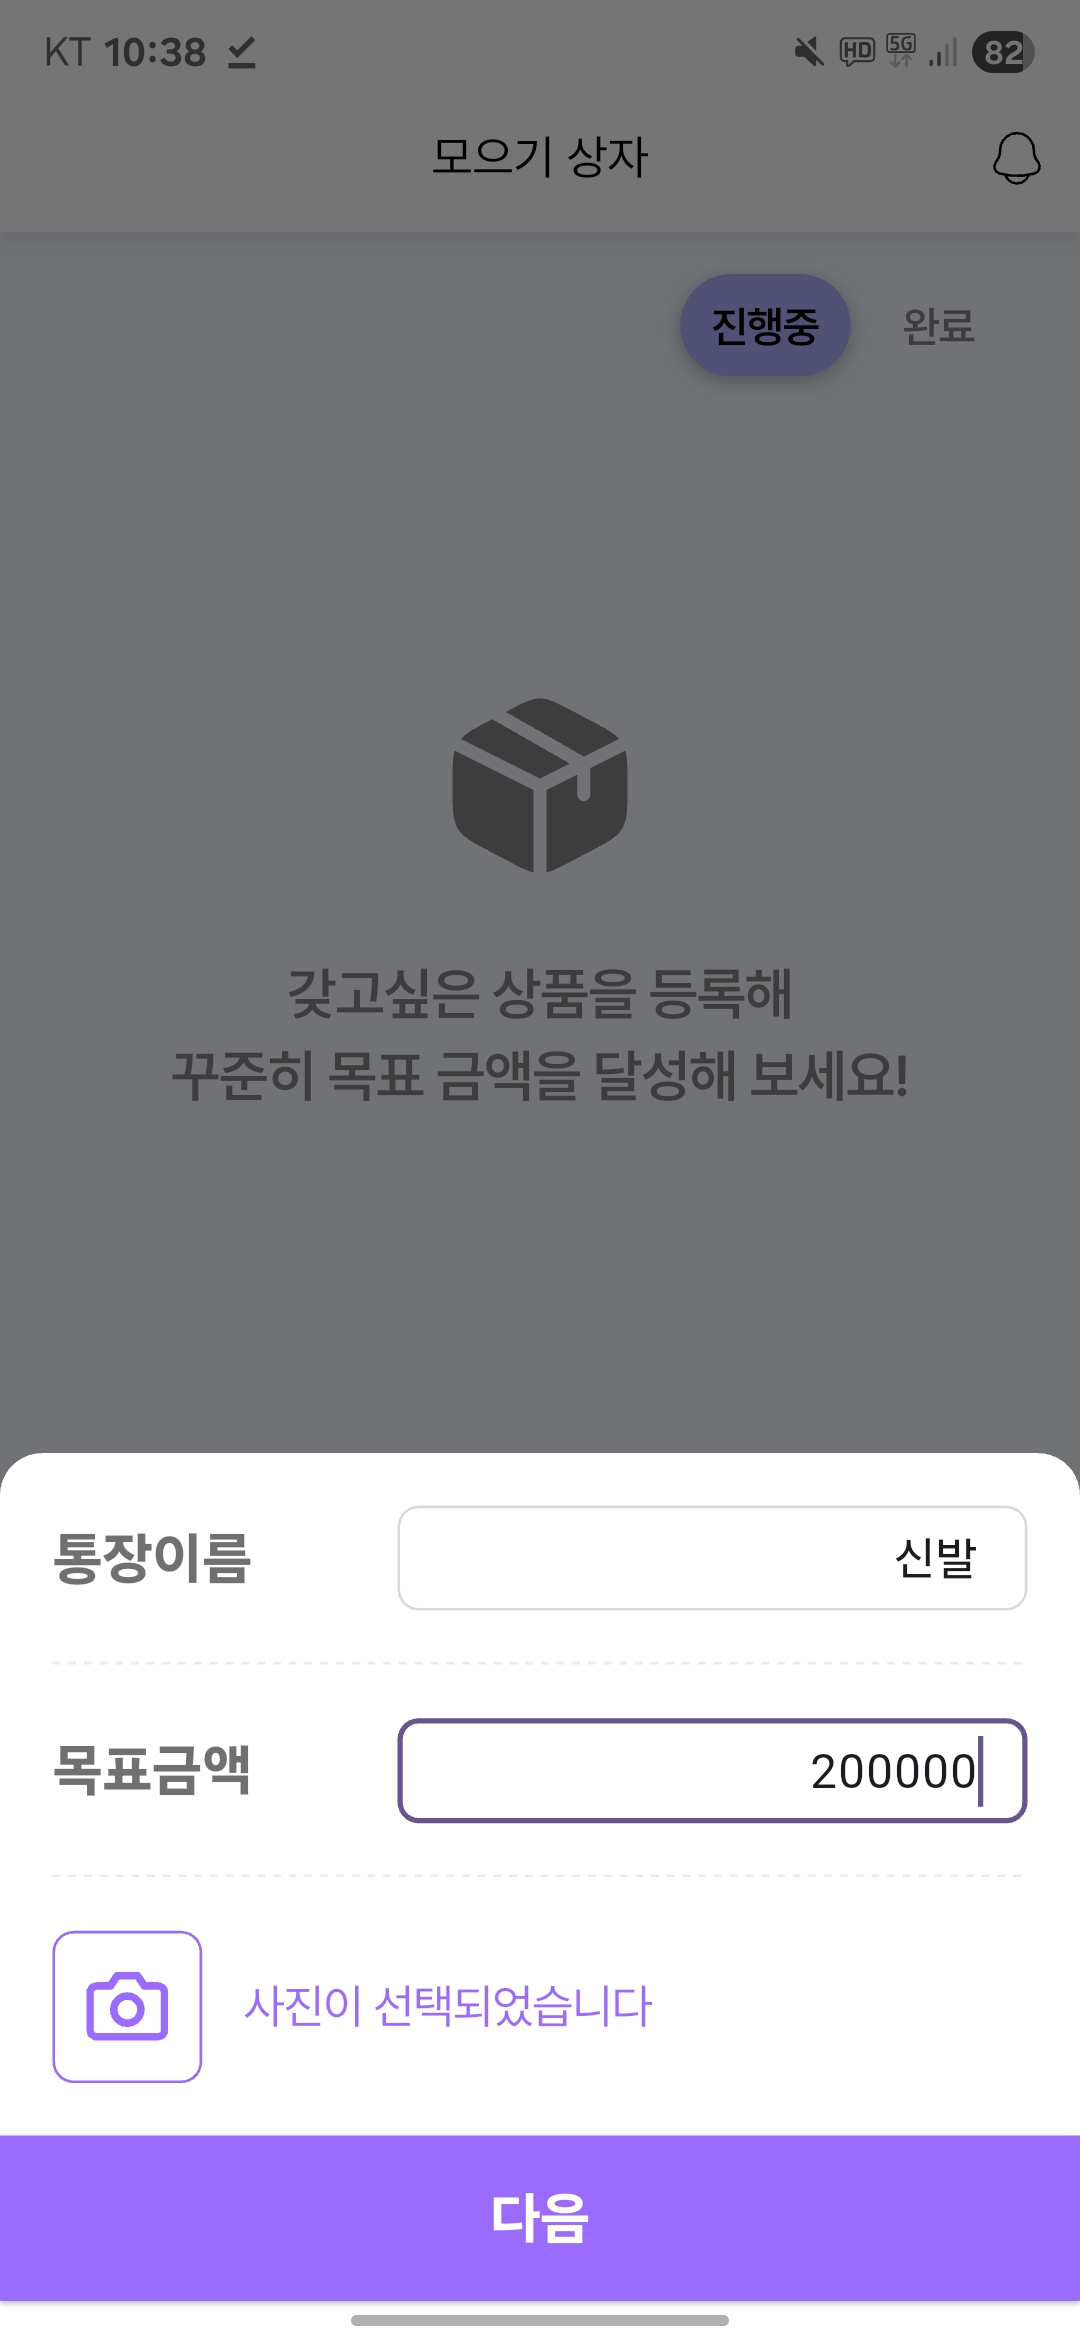 KT 10:38
HD 5G 82
모으기 상자
진행중 완료
갖고싶은 상품을 등록해
꾸준히 목표 금액을 달성해 보세요!
통장이름 신발
목표금액 200000
사진이 선택되었습니다
다음